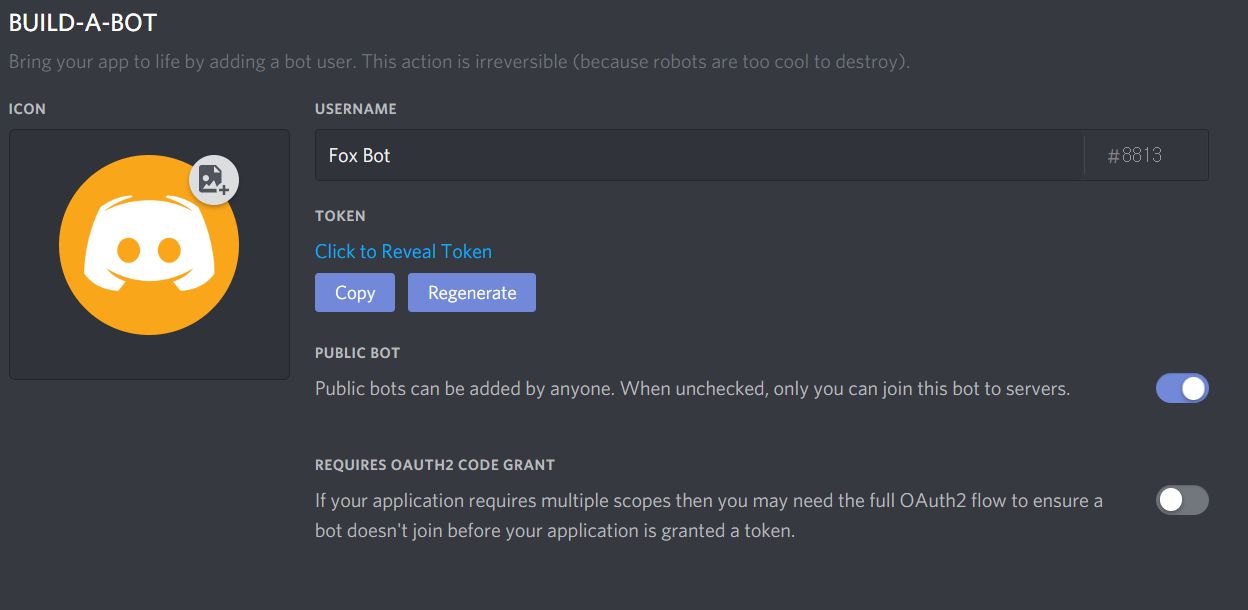 BUILD-A-BOT
Bring your app to life by adding a bot user. This action is irreversible (because robots are too cool to destroy).
ICON
USERNAME
Fox Bot
#8813
TOKEN
Click to Reveal Token
Copy
Regenerate
PUBLIC BOT
Public bots can be added by anyone. When unchecked, only you can join this bot to servers.
REQUIRES OAUTH2 CODE GRANT
If your application requires multiple scopes then you may need the full OAuth2 flow to ensure a
bot doesn't join before your application is granted a token.